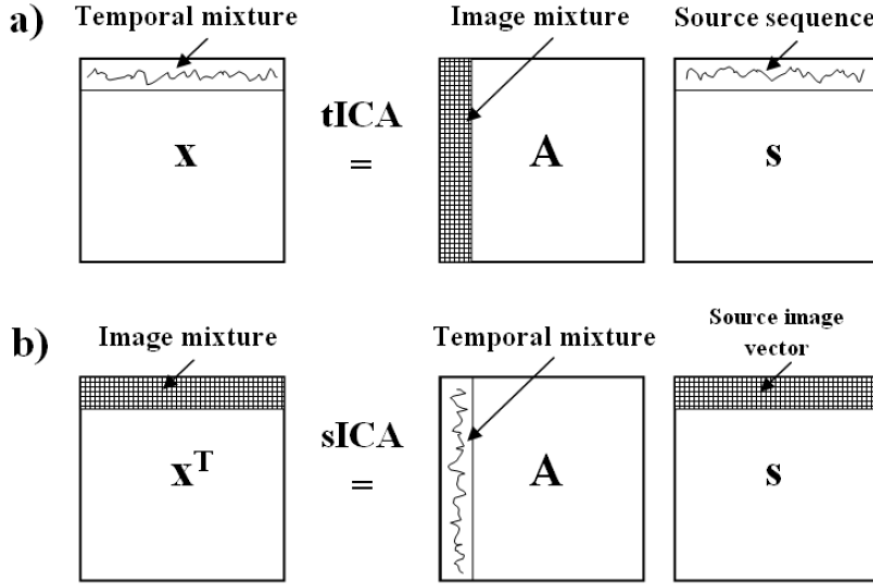 a)
Temporal mixture
Image mixture
Source sequence
x
tICA
=
A
s
b)
Image mixture
Temporal mixture
Source image
vector
x^T
sICA
=
A
s